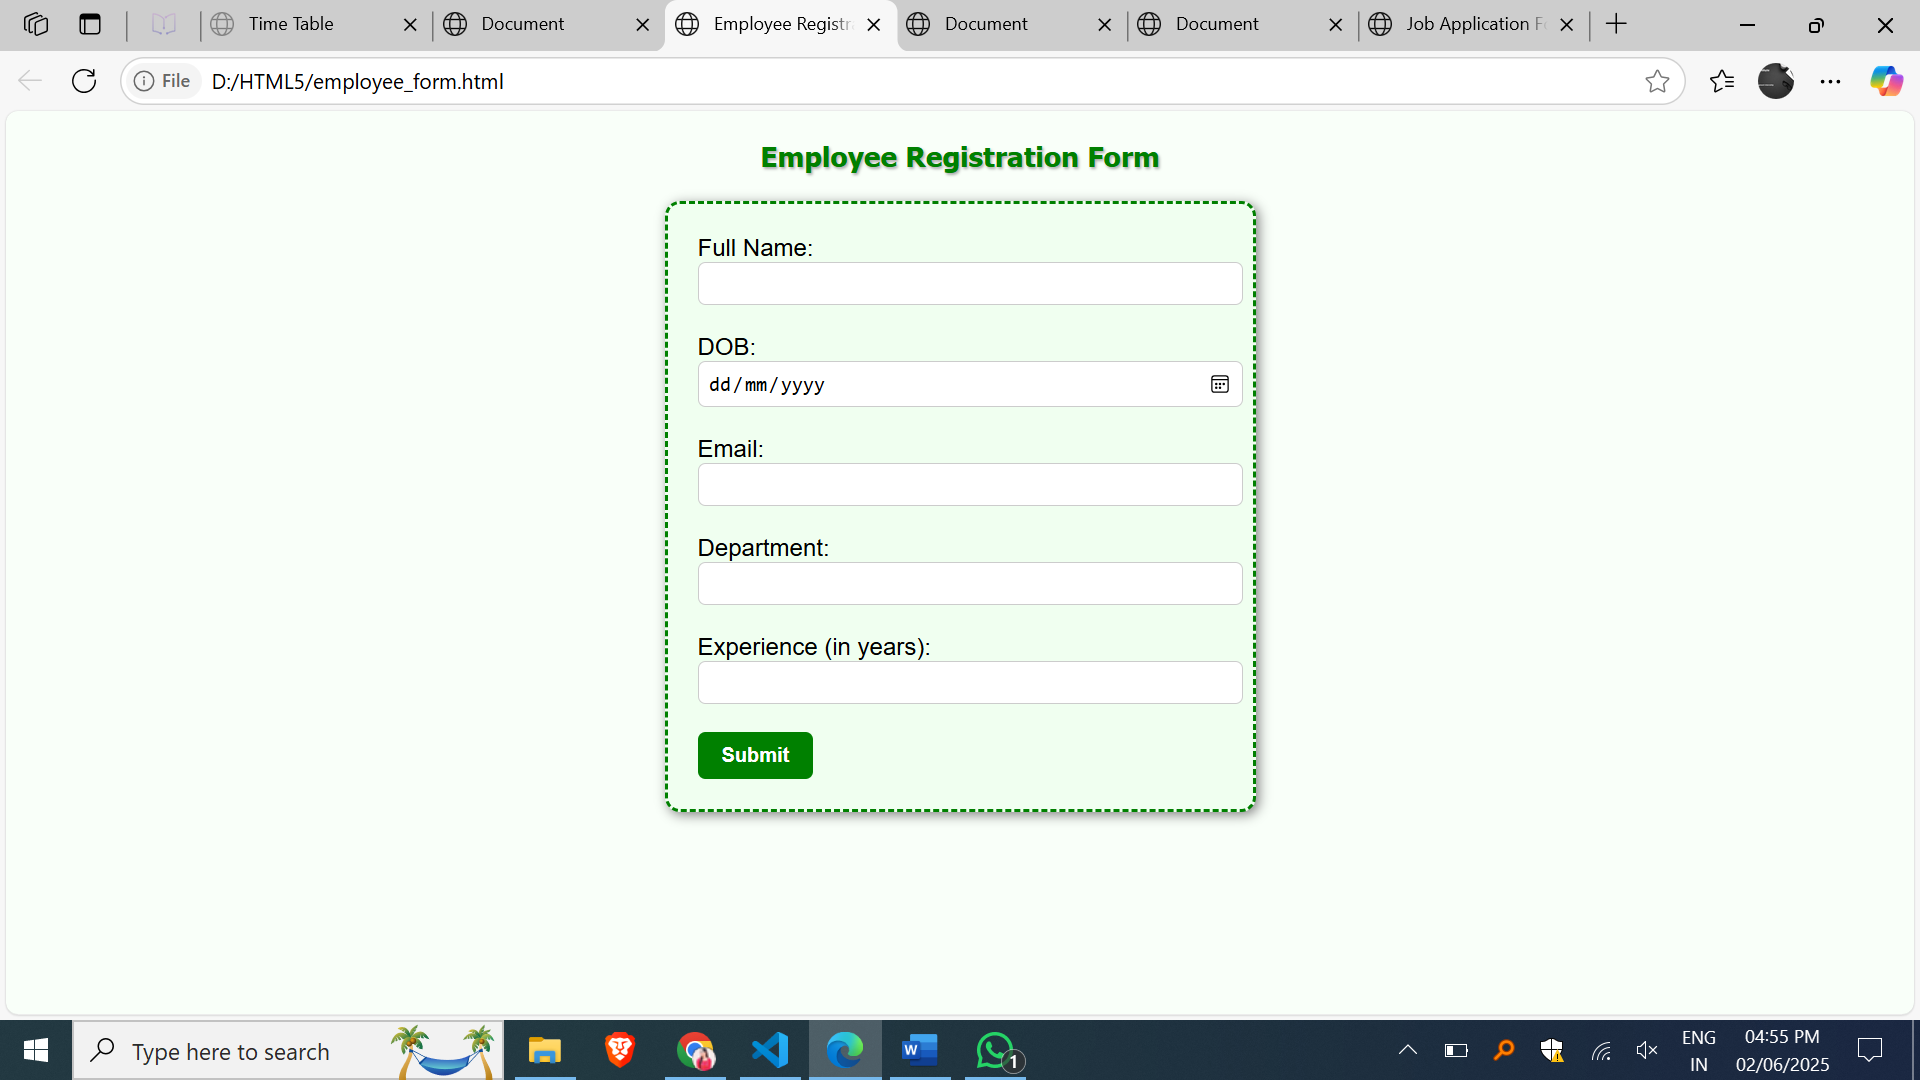 Time Table
Document
Employee Registr
Document
Document
Job Application F
File
D:/HTML5/employee_form.html
Employee Registration Form
Full Name:
DOB:
dd/mm/yyyy
Email:
Department:
Experience (in years):
Submit
Type here to search
W
1
ENG
IN
04:55 PM
02/06/2025